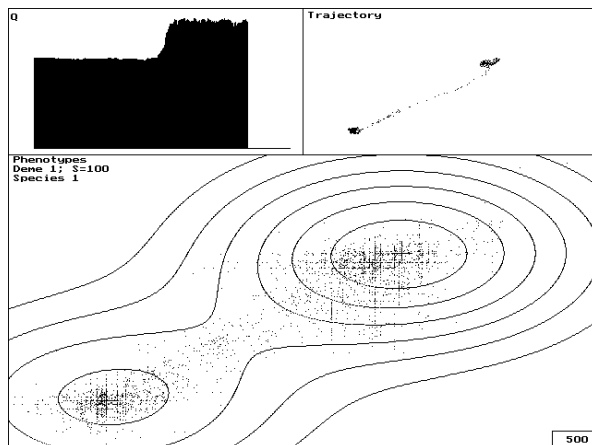 Q
Trajectory
Phenotypes
Deme 1; S=100
Species 1
500